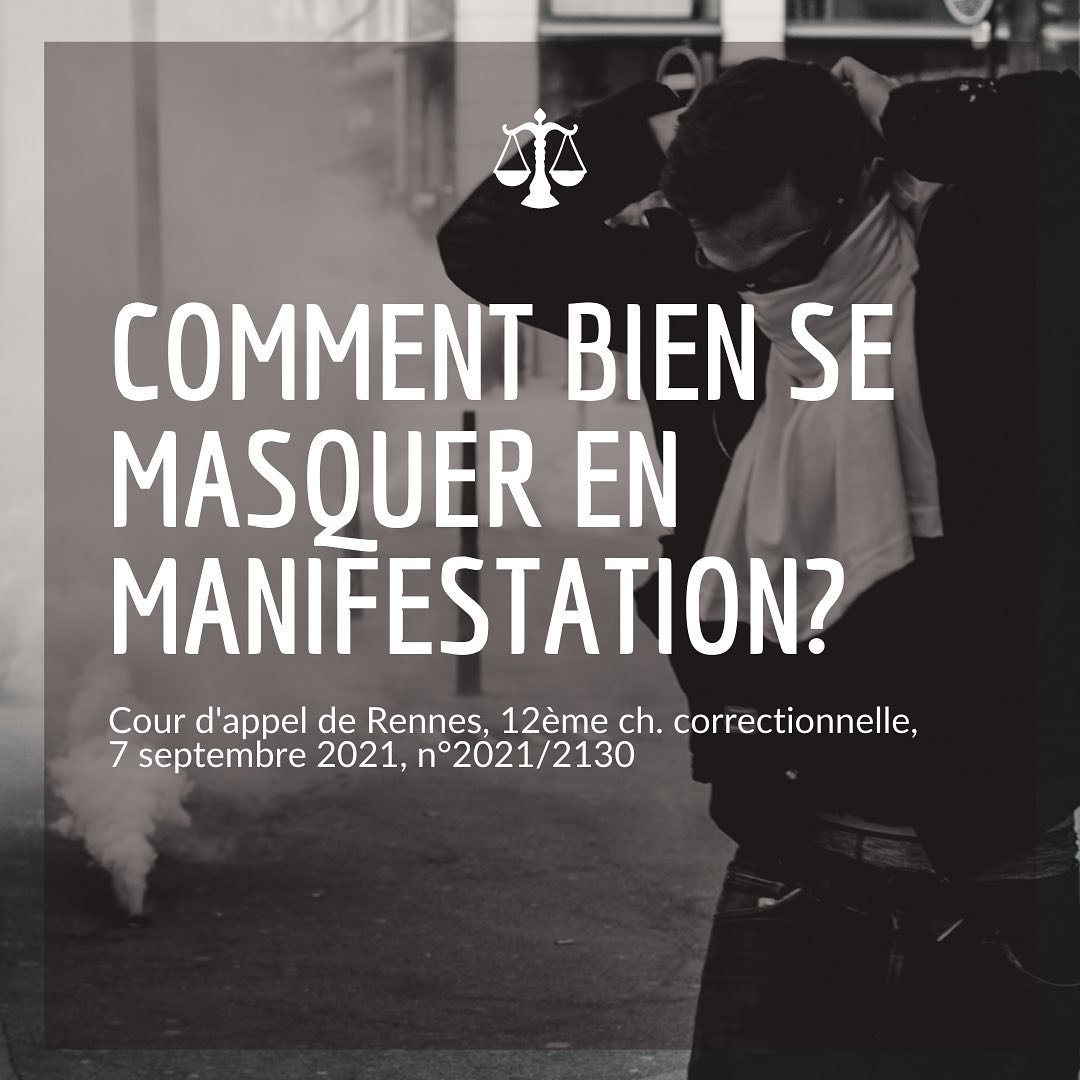 COMMENT BIEN SE
MASQUER EN
MANIFESTATION?
Cour d'appel de Rennes, 12ème ch. correctionnelle,
7 septembre 2021, n°2021/2130